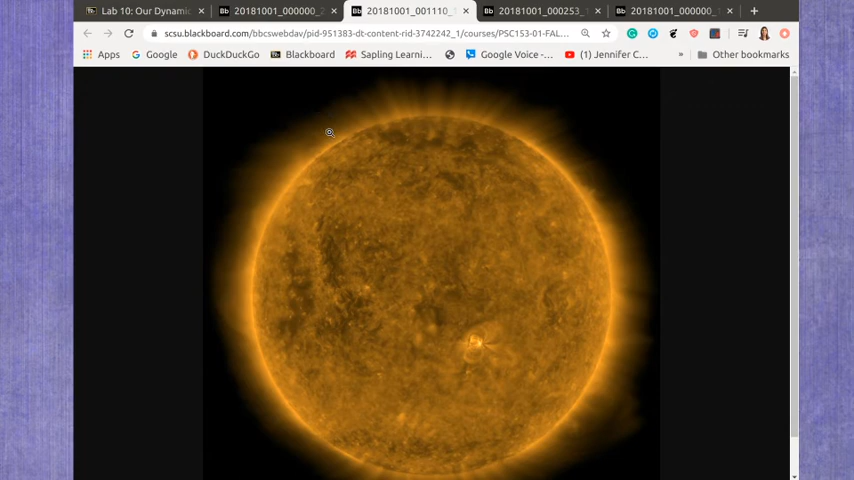 Lab 10: Our Dynami
20181001_000000_
20181001_001110_
20181001_000253_
20181001_000000_
scsu.blackboard.com/bbcswebdav/pid-951383-dt-content-rid-3742242_1/courses/PSC153-01-FAL...
Apps Google DuckDuckGo Blackboard Sapling Learni... Google Voice -... (1) Jennifer C... » Other bookmarks